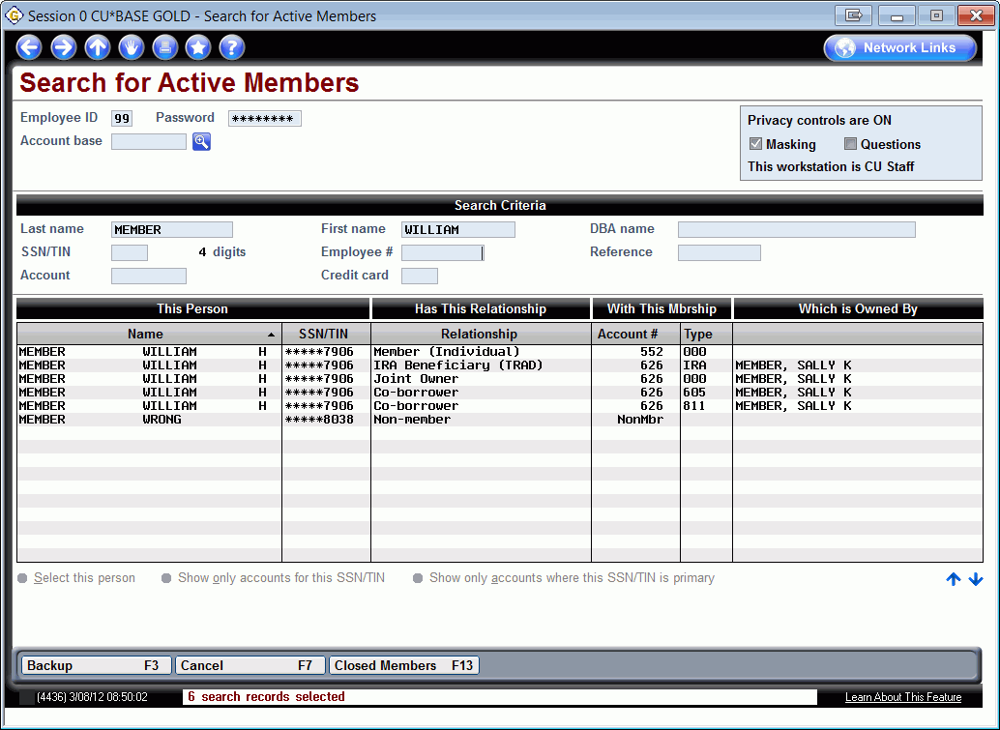 Session 0 CU*BASE GOLD - Search for Active Members
Network Links
Search for Active Members
Employee ID 99 Password ********
Account base
Privacy controls are ON
Masking Questions
This workstation is CU Staff
Search Criteria
Last name MEMBER First name WILLIAM DBA name
SSN/TIN 4 digits Employee # Reference
Account Credit card
This Person Has This Relationship With This Mbrship Which is Owned By
Name SSN/TIN Relationship Account # Type
MEMBER WILLIAM H *****7906 Member (Individual) 552 000
MEMBER WILLIAM H *****7906 IRA Beneficiary (TRAD) 626 IRA MEMBER, SALLY K
MEMBER WILLIAM H *****7906 Joint Owner 626 000 MEMBER, SALLY K
MEMBER WILLIAM H *****7906 Co-borrower 626 605 MEMBER, SALLY K
MEMBER WILLIAM H *****7906 Co-borrower 626 811 MEMBER, SALLY K
MEMBER WRONG *****8038 Non-member NonMbr
Select this person Show only accounts for this SSN/TIN Show only accounts where this SSN/TIN is primary
Backup F3 Cancel F7 Closed Members F13
(4436) 3/08/12 08:50:02 6 search records selected Learn About This Feature